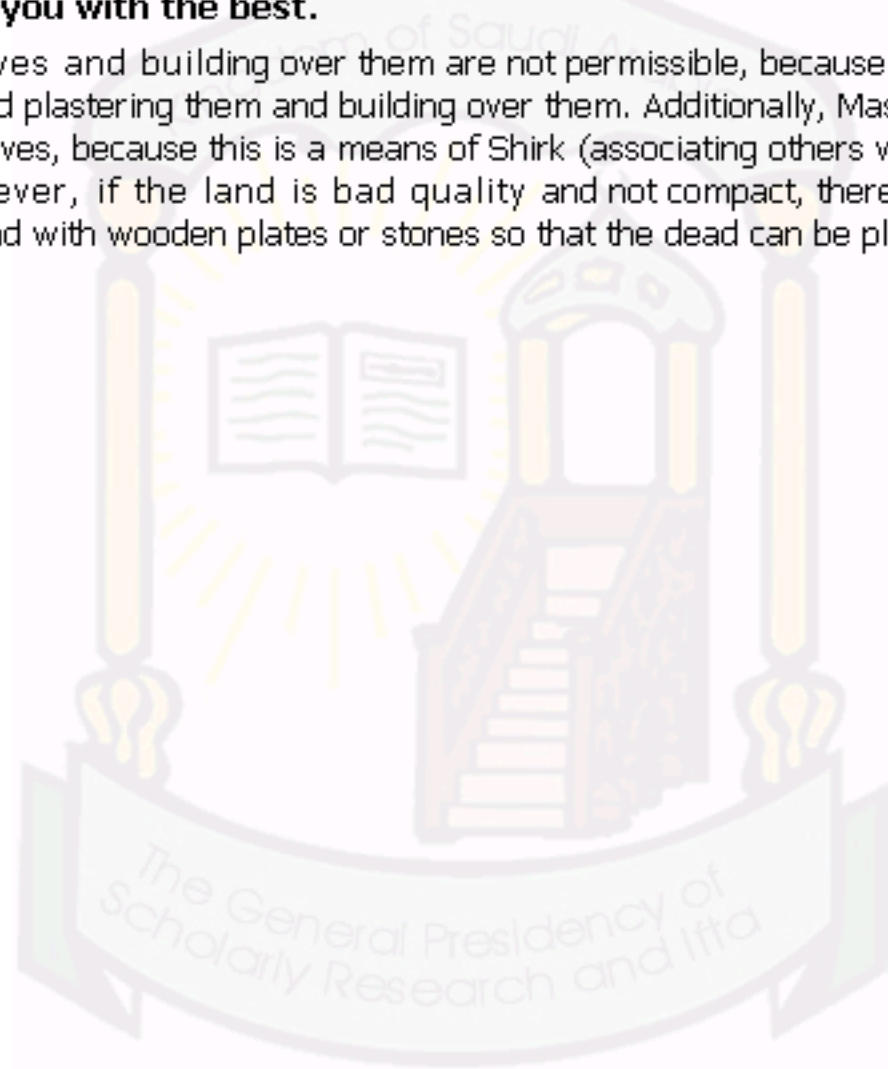 you with the best.
ves and building over them are not permissible, because
d plastering them and building over them. Additionally, Mas
ves, because this is a means of Shirk (associating others v
ever, if the land is bad quality and not compact, there
nd with wooden plates or stones so that the dead can be pl
of Saudi
The General Presidency of
Scholarly Research and Ifta